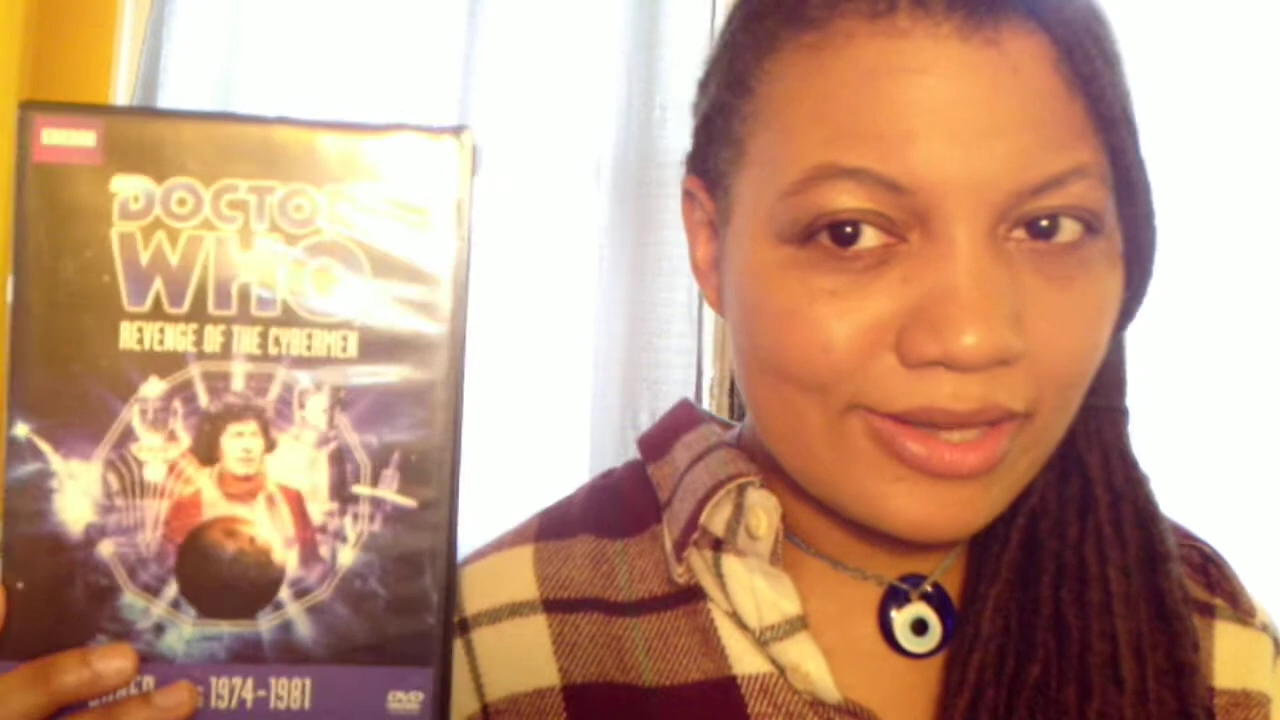 BBC
DOCTOR
WHO
REVENGE OF THE CYBERMEN
1974-1981
DVD